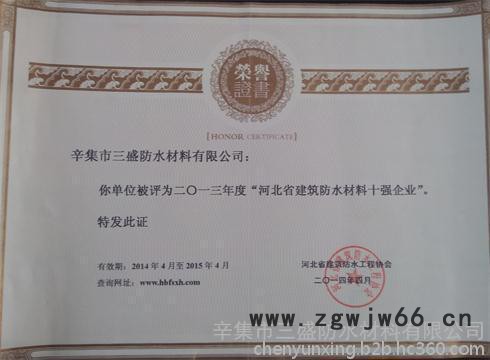 榮譽
證書
[HONOR CERTIFICATE]
辛集市三盛防水材料有限公司：
你单位被评为二〇一三年度“河北省建筑防水材料十强企业”。
特发此证
有效期：2014年4月至2015年4月
查询网址：www.hbfxh.com
河北省建筑防水工程协会
二〇一四年四月
www.zgwjw66.cn
辛集市三盛防水材料有限公司
chenyunxing.b2b.hc360.com